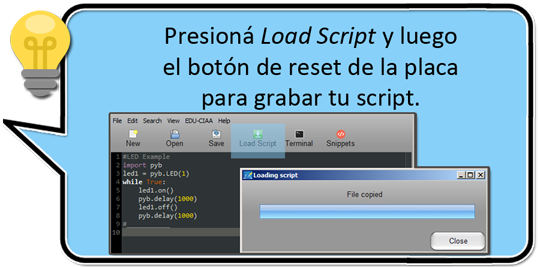 Presioná Load Script y luego
el botón de reset de la placa
para grabar tu script.
File Edit Search View EDU-CIAA Help
New Open Save Load Script Terminal Snippets
1 #LED Example
2 import pyb
3 led1 = pyb.LED(1)
4 while True:
5 led1.on()
6 pyb.delay(1000)
7 led1.off()
8 pyb.delay(1000)
9 #
10
Loading script
File copied
Close